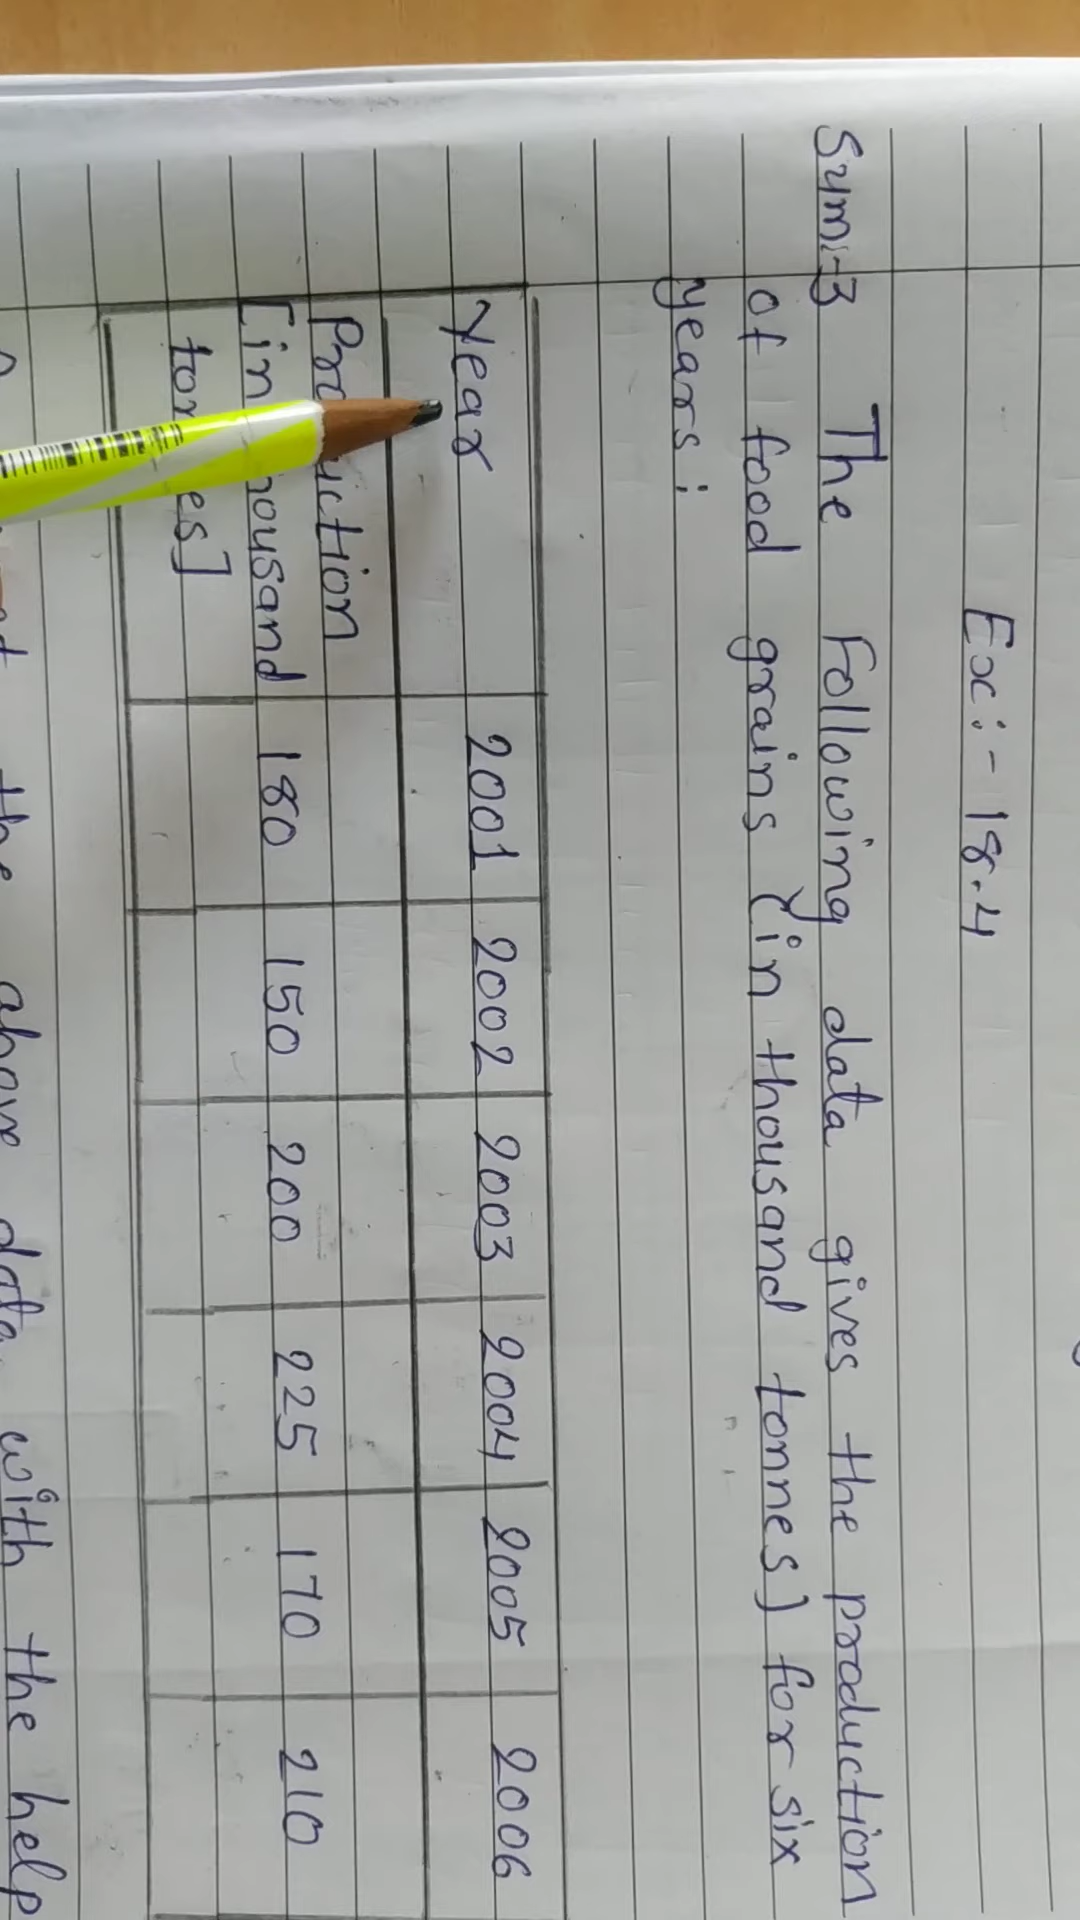 Ex:- 18.4
Sum:-3 The Following data gives the production
of food grains (in thousand tonnes) for six
years:
Year 2001 2002 2003 2004 2005 2006
Production
[in thousand 180 150 200 225 170 210
tonnes]
the above data with the help